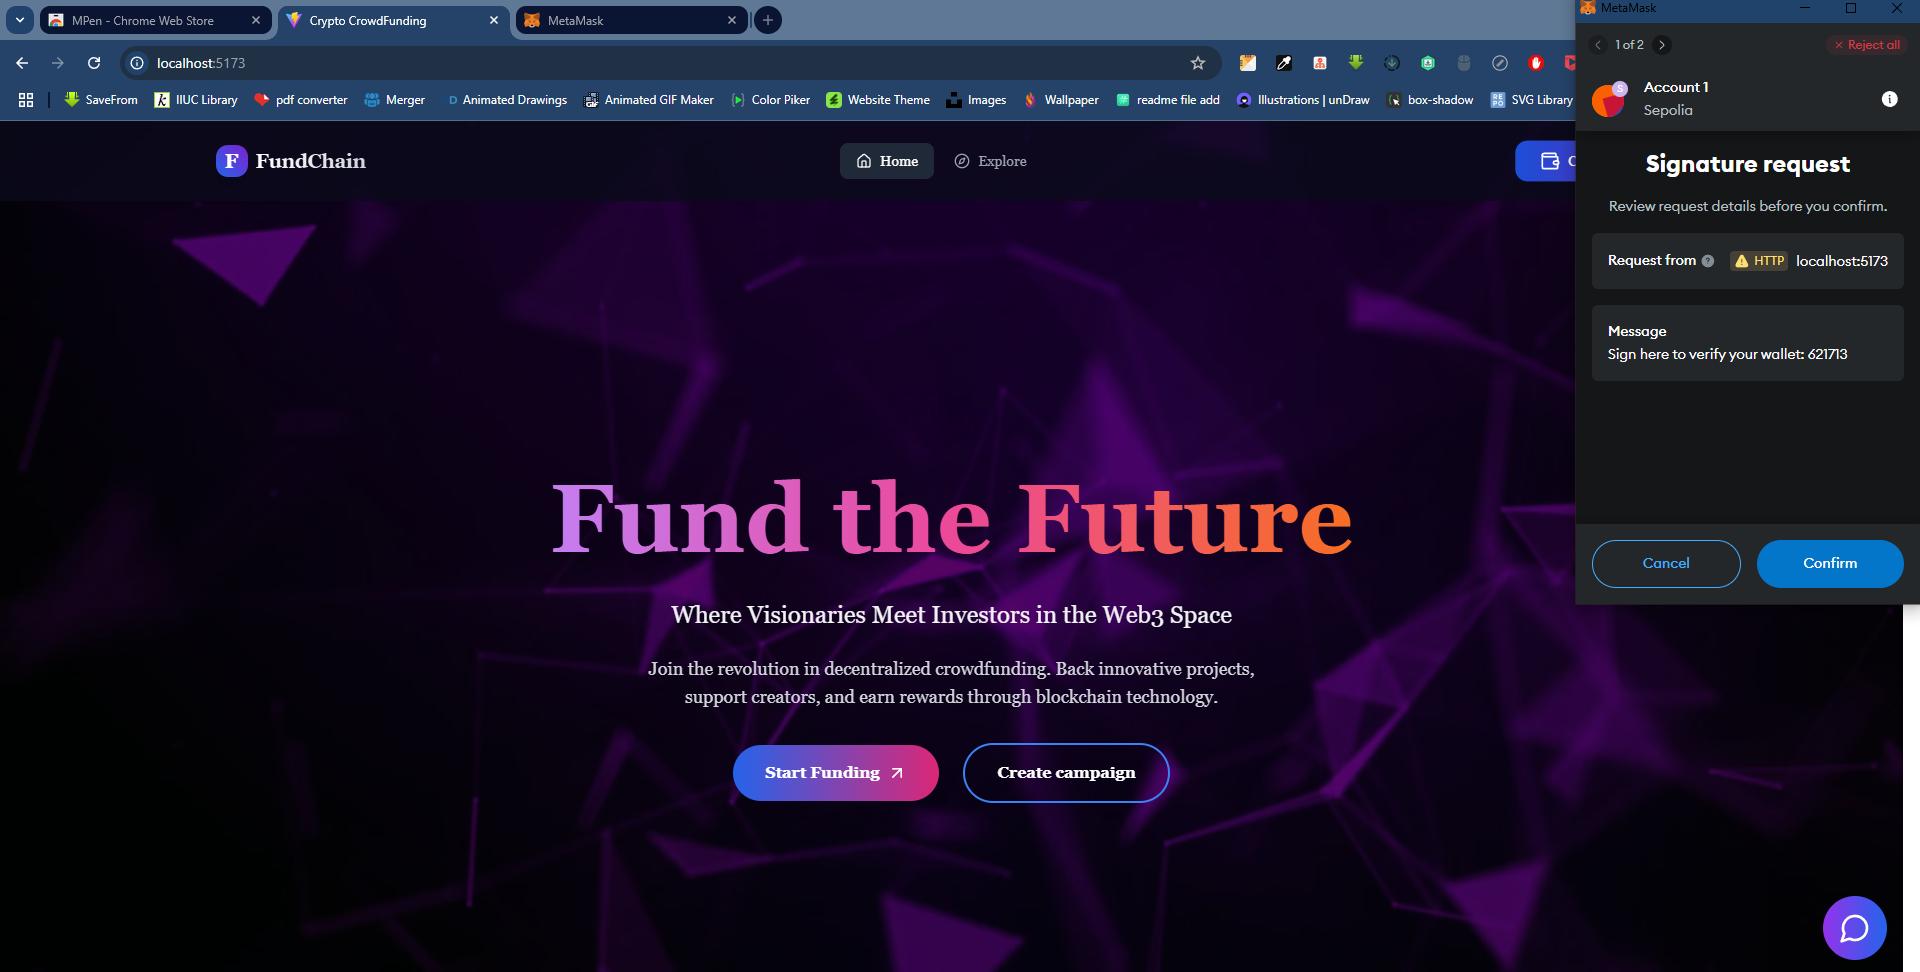 MPen - Chrome Web Store
Crypto CrowdFunding
MetaMask
localhost:5173
SaveFrom
IIUC Library
pdf converter
Merger
Animated Drawings
Animated GIF Maker
Color Piker
Website Theme
Images
Wallpaper
readme file add
Illustrations | unDraw
box-shadow
SVG Library
F FundChain
Home
Explore
Fund the Future
Where Visionaries Meet Investors in the Web3 Space
Join the revolution in decentralized crowdfunding. Back innovative projects,
support creators, and earn rewards through blockchain technology.
Start Funding
Create campaign
MetaMask
1 of 2
Reject all
S
Account 1
Sepolia
Signature request
Review request details before you confirm.
Request from
HTTP
localhost:5173
Message
Sign here to verify your wallet: 621713
Cancel
Confirm